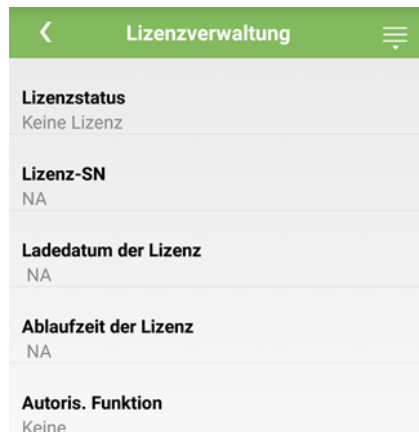 Lizenzverwaltung
Lizenzstatus
Keine Lizenz
Lizenz-SN
NA
Ladedatum der Lizenz
NA
Ablaufzeit der Lizenz
NA
Autoris. Funktion
Keine